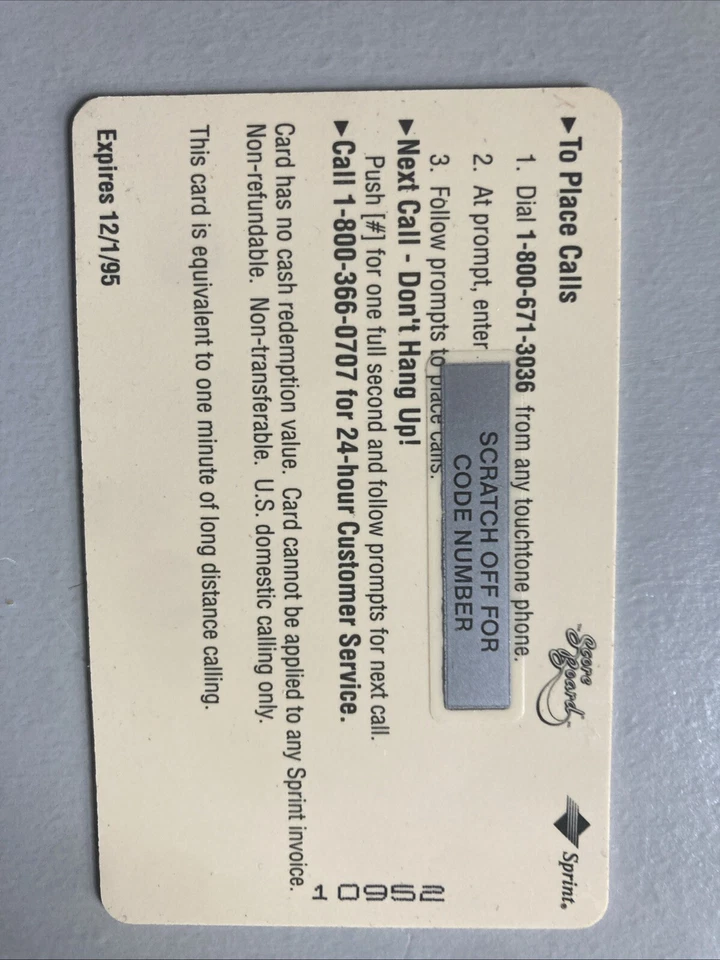 ▶To Place Calls
Score Board™
Sprint®
1. Dial 1-800-671-3036 from any touchtone phone.
2. At prompt, enter
SCRATCH OFF FOR
CODE NUMBER
3. Follow prompts to place calls.
▶Next Call - Don't Hang Up!
Push [#] for one full second and follow prompts for next call.
▶Call 1-800-366-0707 for 24-hour Customer Service.
Card has no cash redemption value. Card cannot be applied to any Sprint invoice.
Non-refundable. Non-transferable. U.S. domestic calling only.
This card is equivalent to one minute of long distance calling.
Expires 12/1/95